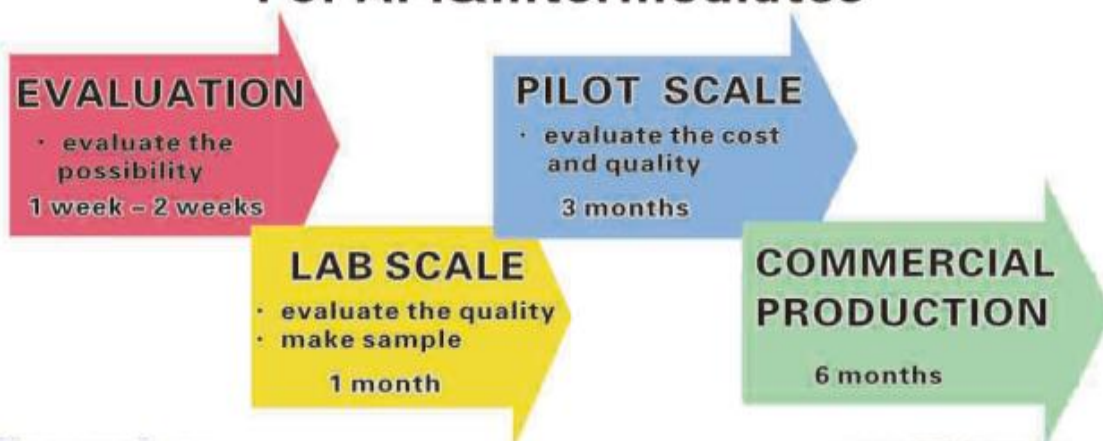 EVALUATION
· evaluate the
possibility
1 week – 2 weeks
LAB SCALE
· evaluate the quality
· make sample
1 month
PILOT SCALE
· evaluate the cost
and quality
3 months
COMMERCIAL
PRODUCTION
6 months